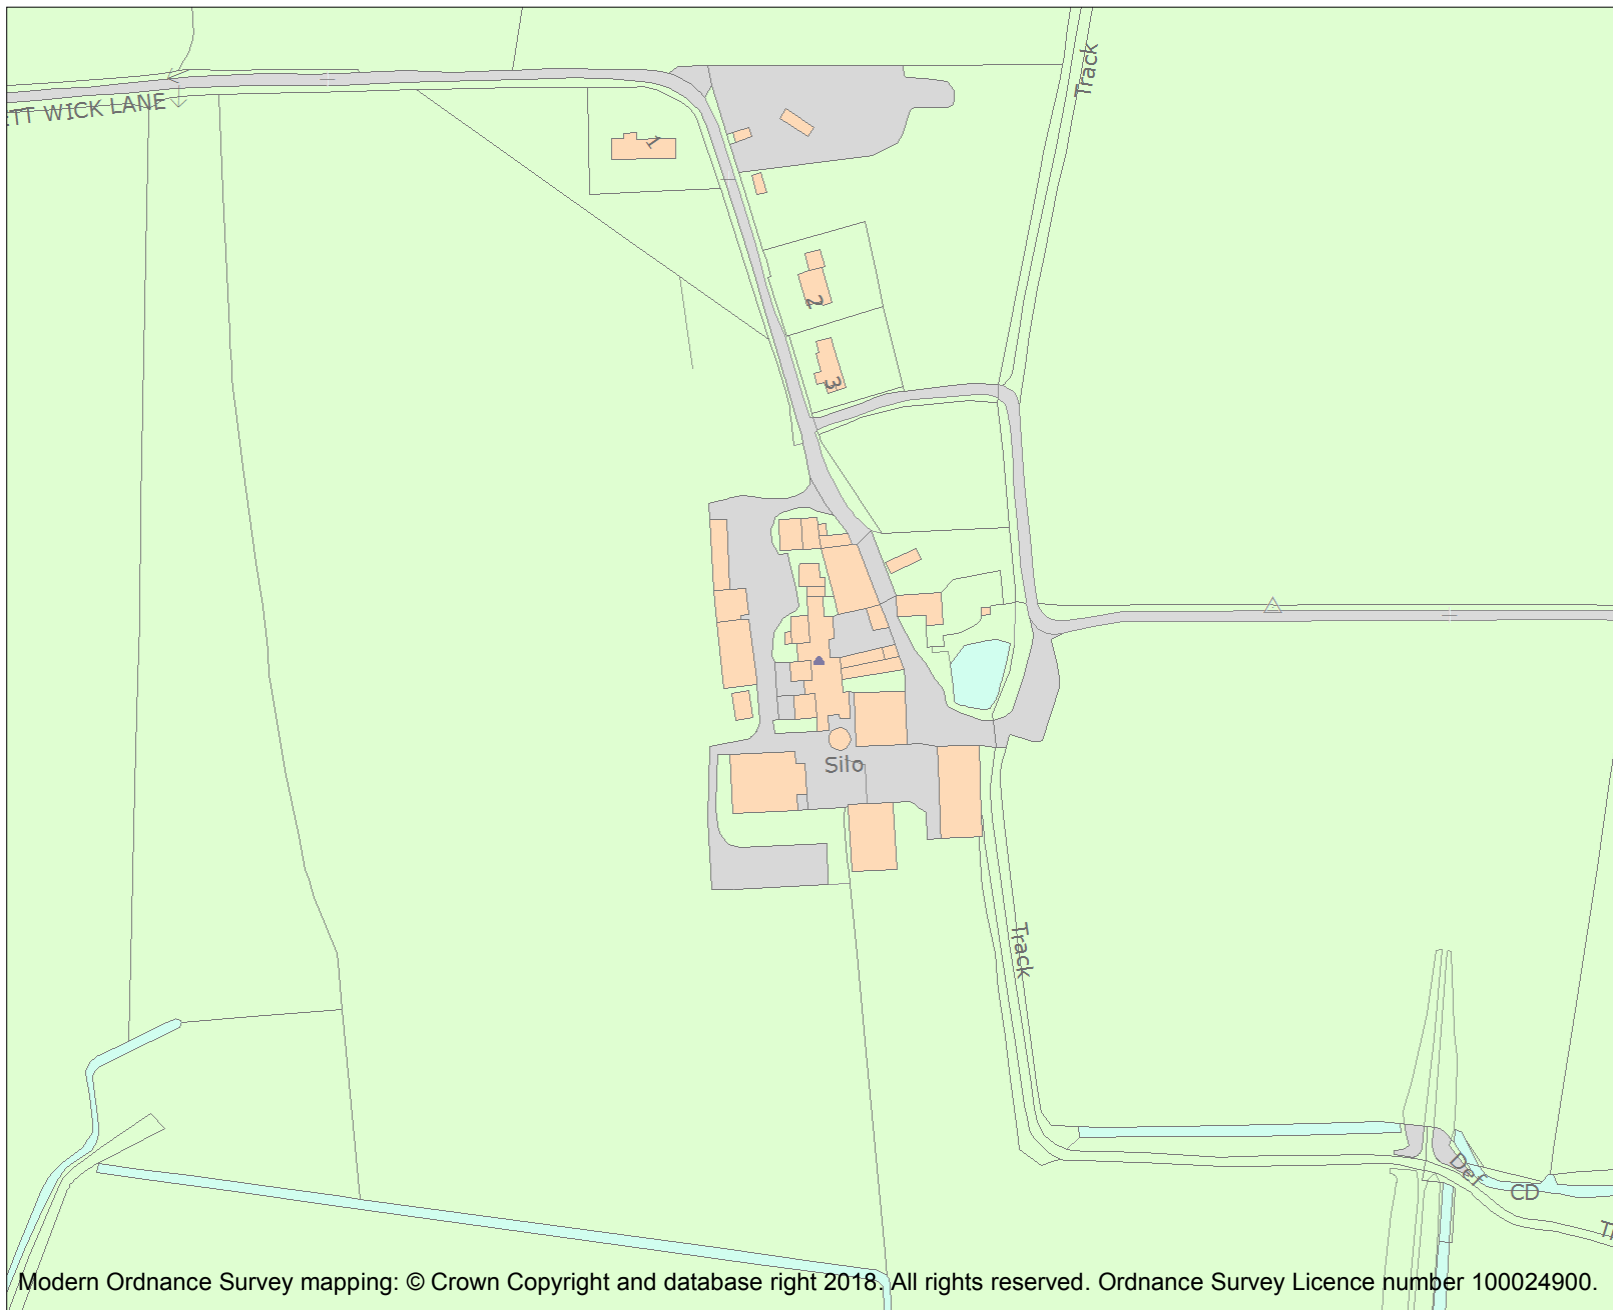 Track
TT WICK LANE
1
2
3
Silo
Track
Def
CD
Modern Ordnance Survey mapping: © Crown Copyright and database right 2018. All rights reserved. Ordnance Survey Licence number 100024900.